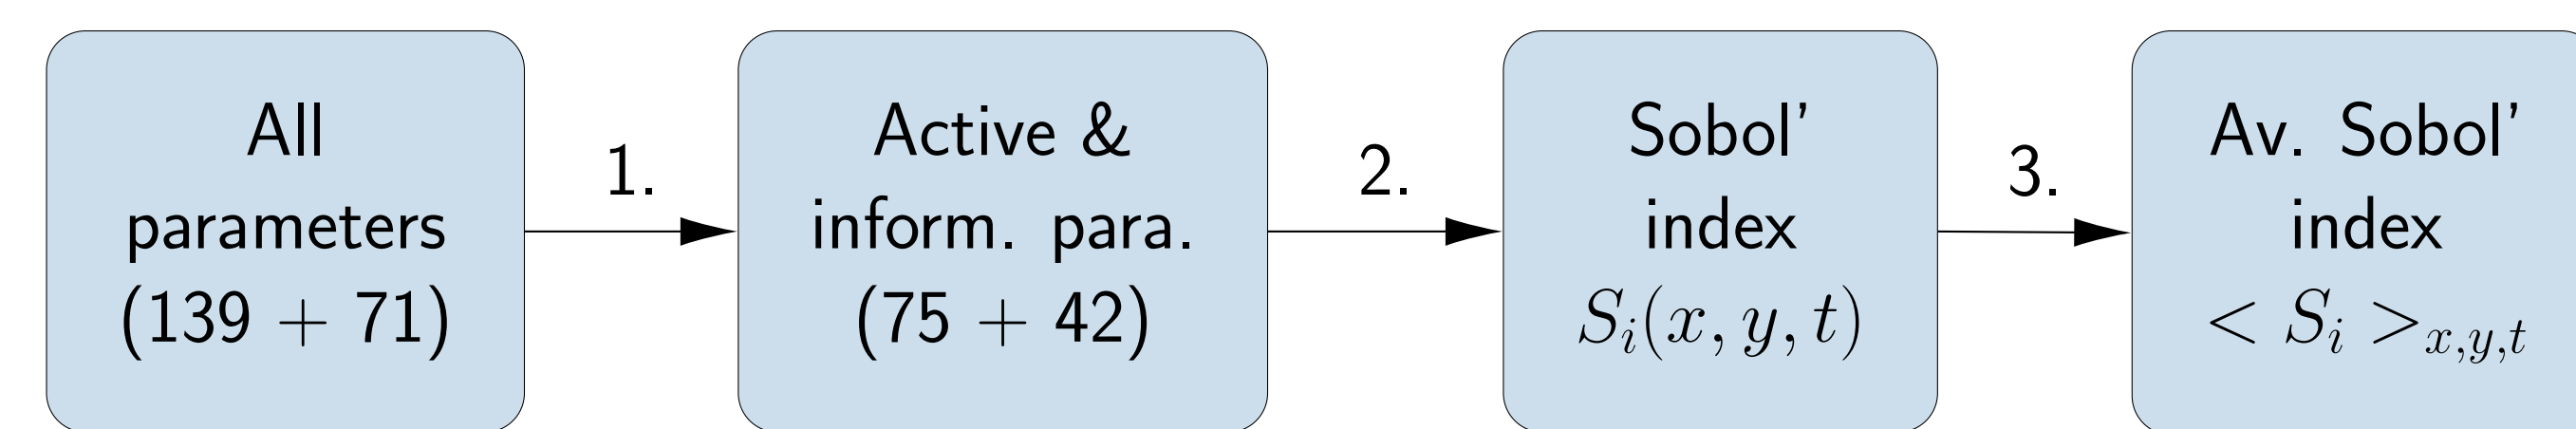 All
parameters
(139 + 71)
1.
Active &
inform. para.
(75 + 42)
2.
Sobol'
index
S_i(x, y, t)
3.
Av. Sobol'
index
< S_i >_{x,y,t}